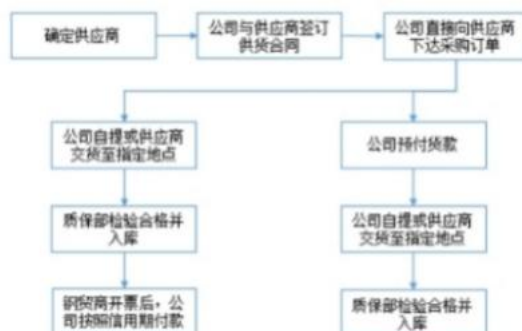 确定供应商
公司与供应商签订
供货合同
公司直接向供应商
下达采购订单
公司自提或供应商
交货至指定地点
质保部检验合格并
入库
钢贸商开票后，公
司按照信用期付款
公司预付货款
公司自提或供应商
交货至指定地点
质保部检验合格并
入库